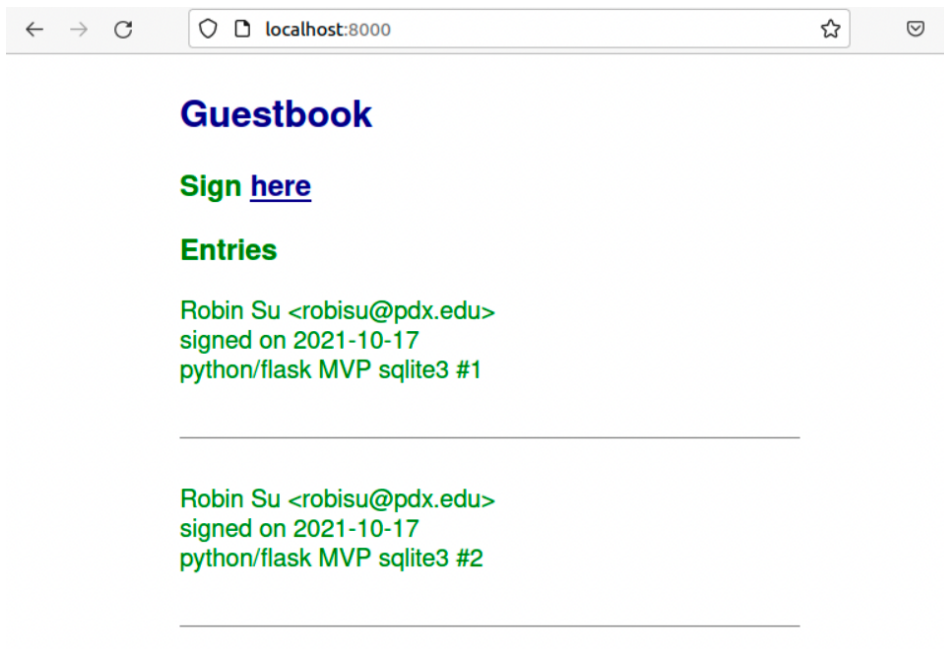 localhost:8000
Guestbook
Sign here
Entries
Robin Su <robisu@pdx.edu>
signed on 2021-10-17
python/flask MVP sqlite3 #1
Robin Su <robisu@pdx.edu>
signed on 2021-10-17
python/flask MVP sqlite3 #2